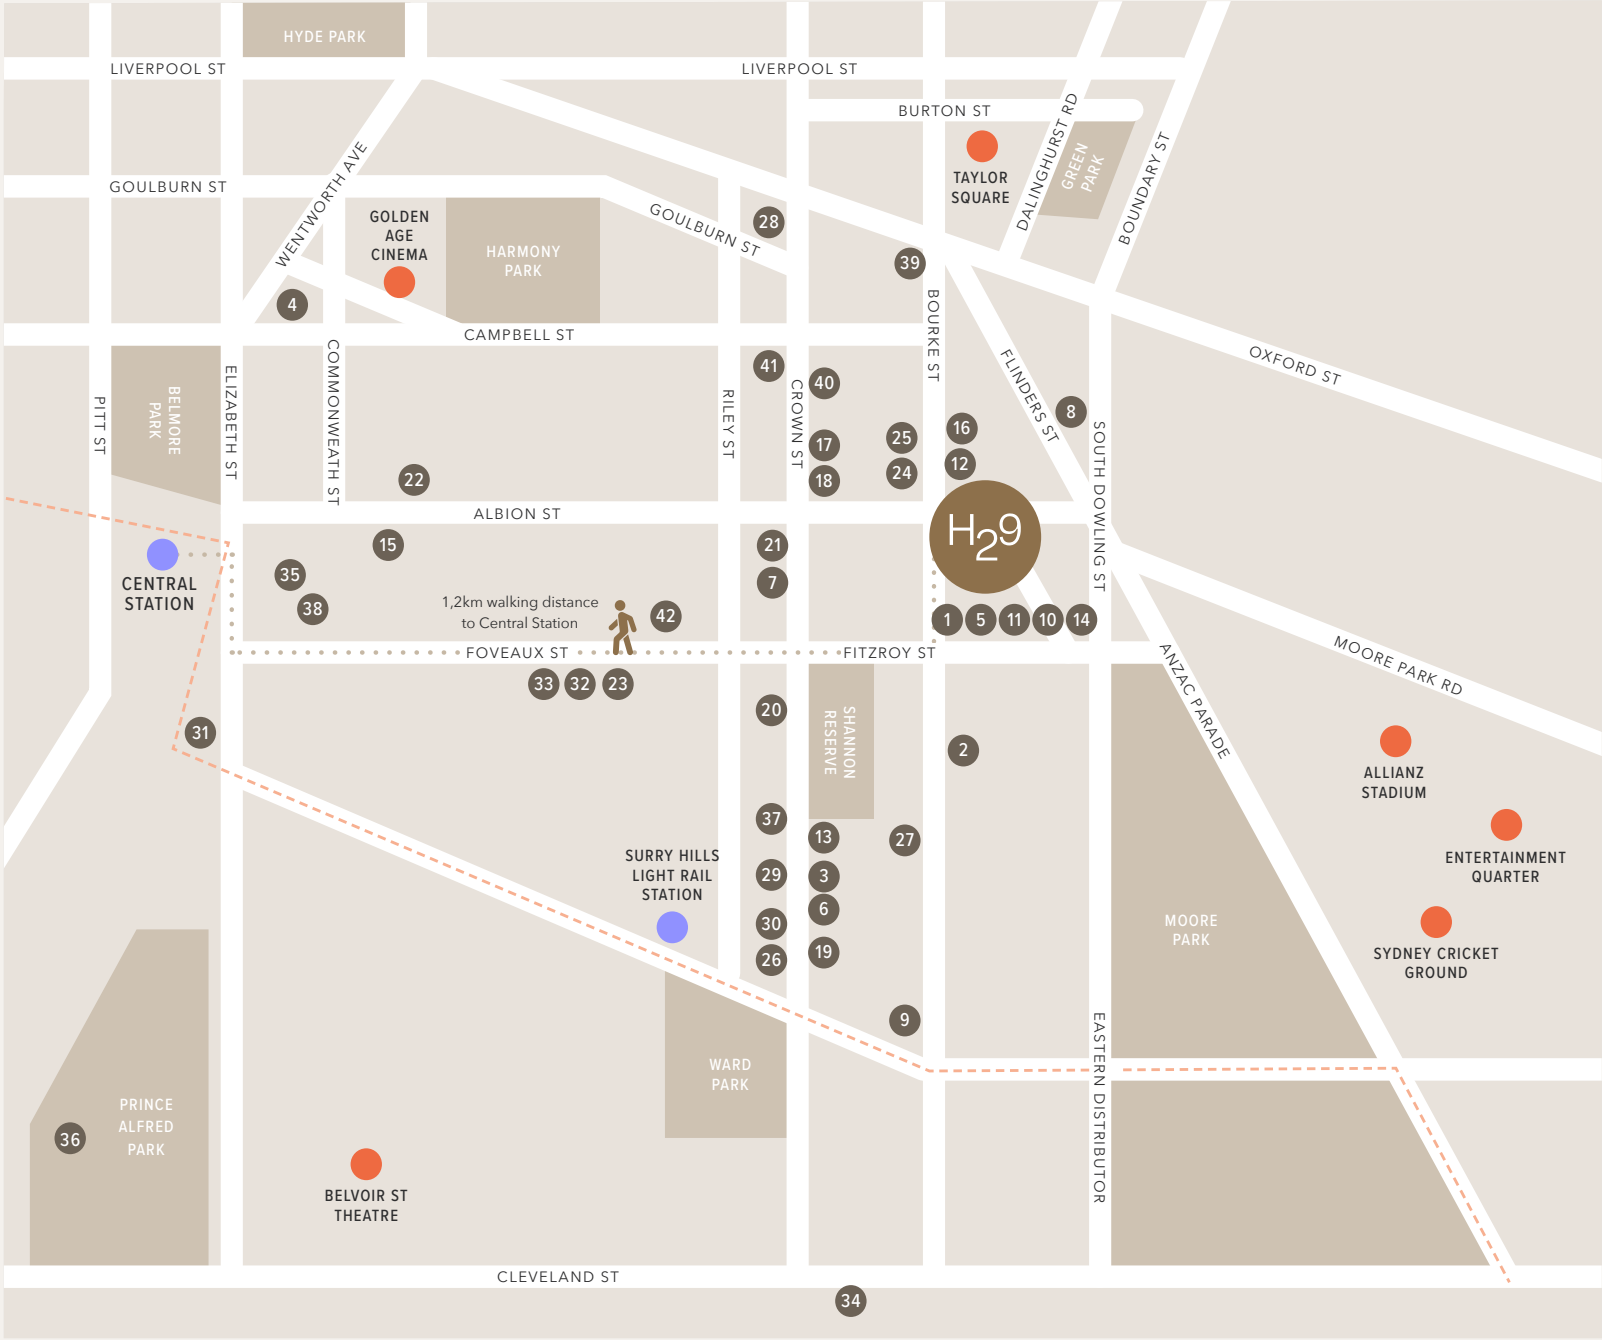 HYDE PARK
LIVERPOOL ST
LIVERPOOL ST
BURTON ST
DALINGHURST RD
GREEN
PARK
BOUNDARY ST
TAYLOR
SQUARE
WENTWORTH AVE
GOULBURN ST
GOLDEN
AGE
CINEMA
HARMONY
PARK
GOULBURN ST
28
39
4
CAMPBELL ST
BOURKE ST
FLINDERS ST
OXFORD ST
PITT ST
BELMORE
PARK
ELIZABETH ST
COMMONWEATH ST
RILEY ST
41
CROWN ST
40
8
17
25
16
18
24
12
22
SOUTH DOWLING ST
ALBION ST
H29
15
21
7
35
38
CENTRAL
STATION
1,2km walking distance
to Central Station
42
1
5
11
10
14
FOVEAUX ST
FITZROY ST
MOORE PARK RD
ANZAC PARADE
33
32
23
20
SHANNON
RESERVE
31
2
ALLIANZ
STADIUM
37
13
27
SURRY HILLS
LIGHT RAIL
STATION
29
3
6
30
19
26
ENTERTAINMENT
QUARTER
MOORE
PARK
SYDNEY CRICKET
GROUND
9
EASTERN DISTRIBUTOR
WARD
PARK
PRINCE
ALFRED
PARK
36
BELVOIR ST
THEATRE
CLEVELAND ST
34